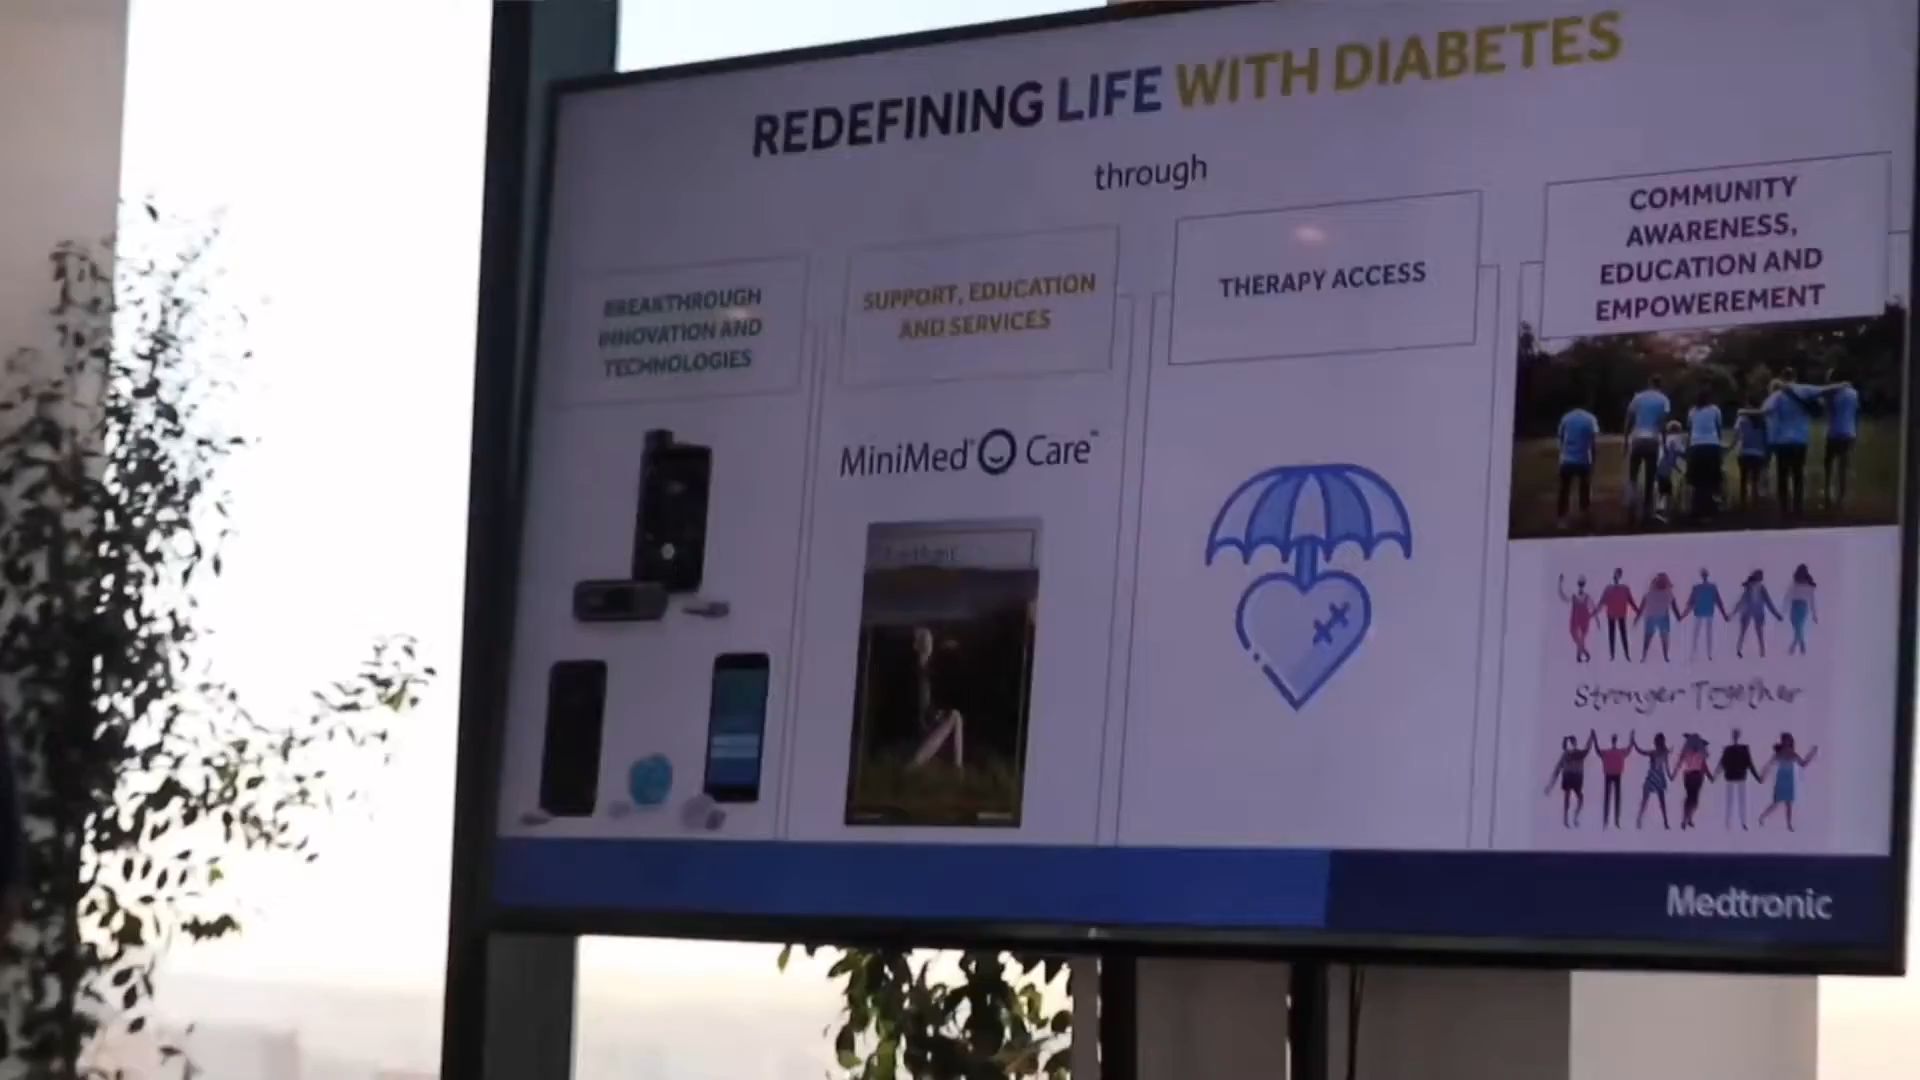 REDEFINING LIFE WITH DIABETES
through
BREAKTHROUGH
INNOVATION AND
TECHNOLOGIES
SUPPORT, EDUCATION
AND SERVICES
THERAPY ACCESS
COMMUNITY
AWARENESS,
EDUCATION AND
EMPOWEREMENT
MiniMed® Care™
Stronger Together
Medtronic